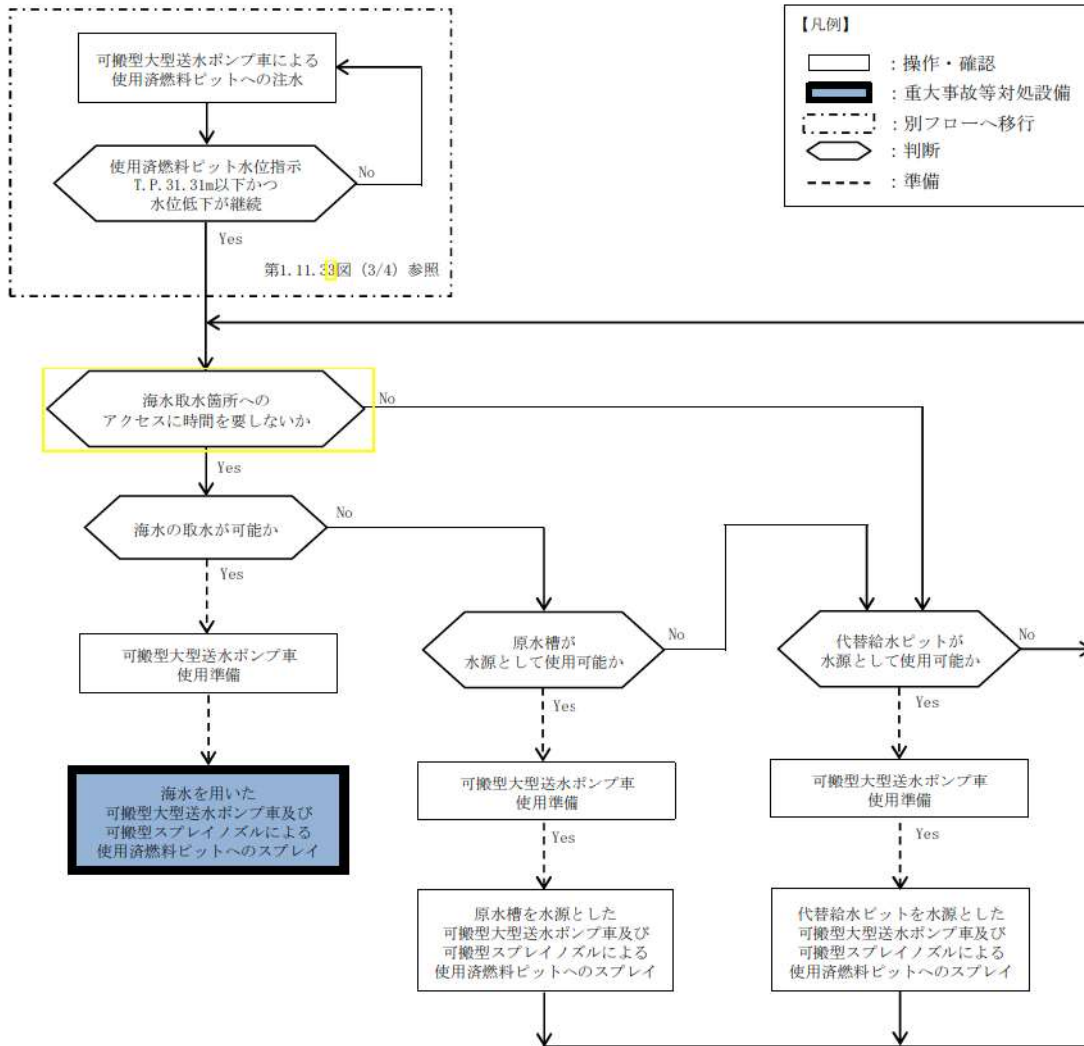 可搬型大型送水ポンプ車による
使用済燃料ピットへの注水
使用済燃料ピット水位指示
T.P.31.31m以下かつ
水位低下が継続
No
Yes
第1.11.33図 (3/4) 参照
【凡例】
：操作・確認
：重大事故等対処設備
：別フローへ移行
：判断
：準備
海水取水箇所への
アクセスに時間を要しないか
No
Yes
海水の取水が可能か
No
Yes
可搬型大型送水ポンプ車
使用準備
海水を用いた
可搬型大型送水ポンプ車及び
可搬型スプレイノズルによる
使用済燃料ピットへのスプレイ
原水槽が
水源として使用可能か
No
Yes
可搬型大型送水ポンプ車
使用準備
Yes
原水槽を水源とした
可搬型大型送水ポンプ車及び
可搬型スプレイノズルによる
使用済燃料ピットへのスプレイ
代替給水ピットが
水源として使用可能か
No
Yes
可搬型大型送水ポンプ車
使用準備
Yes
代替給水ピットを水源とした
可搬型大型送水ポンプ車及び
可搬型スプレイノズルによる
使用済燃料ピットへのスプレイ